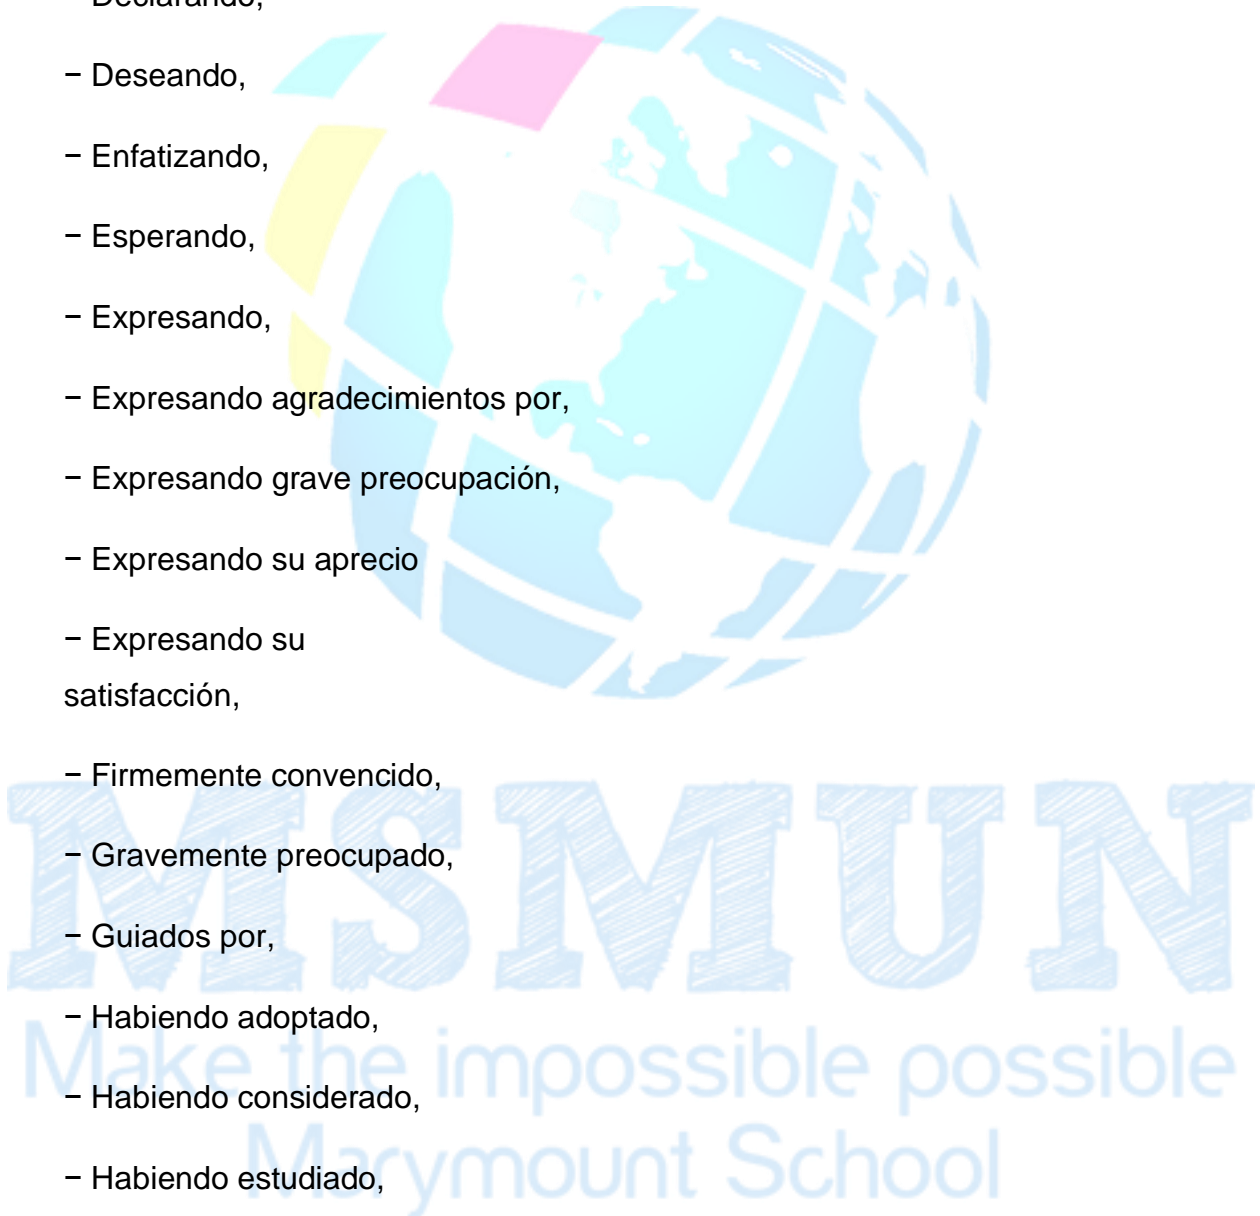 − Declarando,
− Deseando,
− Enfatizando,
− Esperando,
− Expresando,
− Expresando agradecimientos por,
− Expresando grave preocupación,
− Expresando su aprecio
− Expresando su
satisfacción,
− Firmemente convencido,
− Gravemente preocupado,
− Guiados por,
− Habiendo adoptado,
− Habiendo considerado,
− Habiendo estudiado,
MSMUN
Make the impossible possible
Marymount School